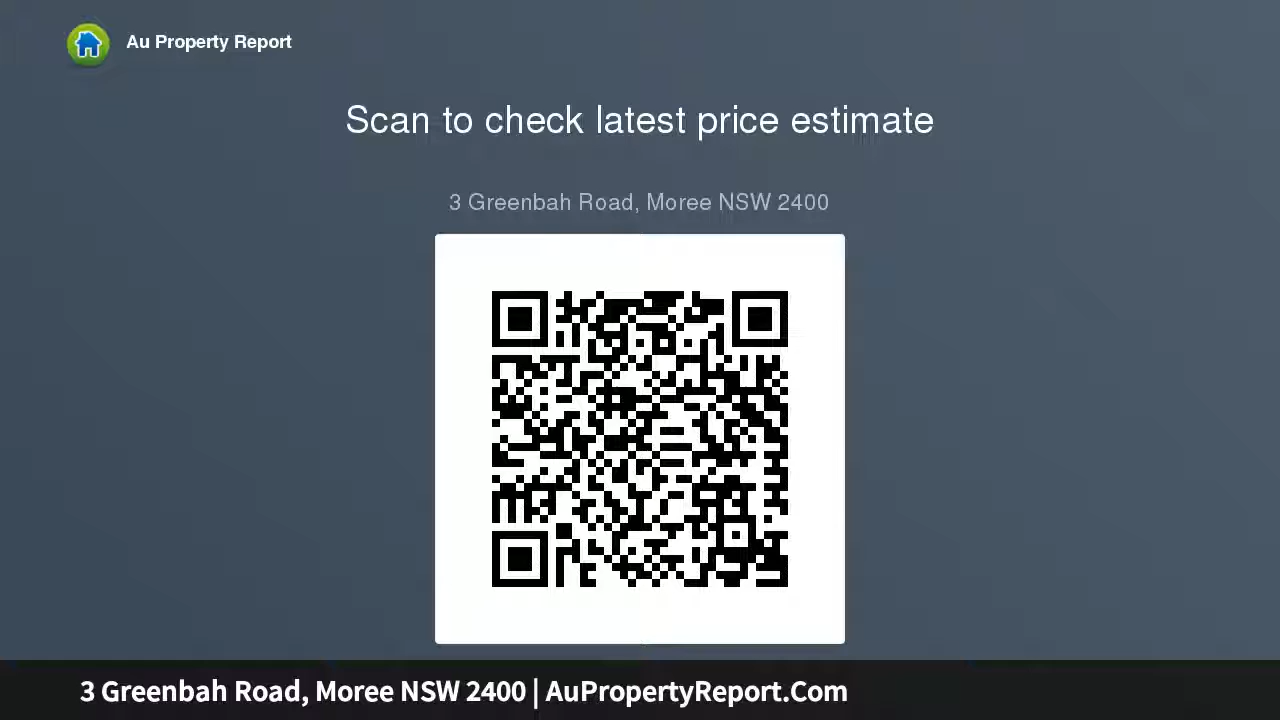 Au Property Report
Scan to check latest price estimate
3 Greenbah Road, Moree NSW 2400
3 Greenbah Road, Moree NSW 2400 | AuPropertyReport.Com